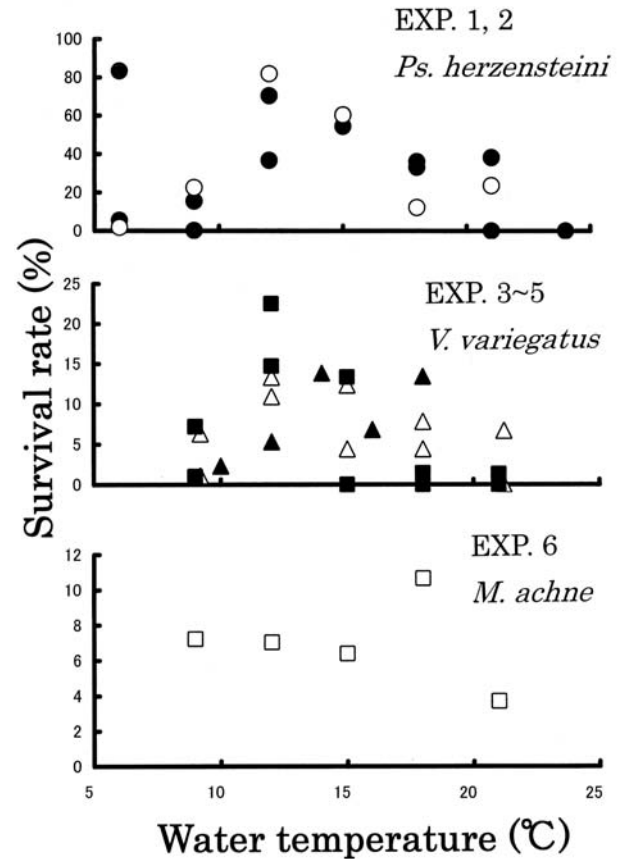 EXP. 1, 2
Ps. herzensteini
100
80
60
40
20
0
EXP. 3~5
V. variegatus
25
20
15
10
5
0
EXP. 6
M. achne
12
10
8
6
4
2
0
5 10 15 20 25
Survival rate (%)
Water temperature (℃)